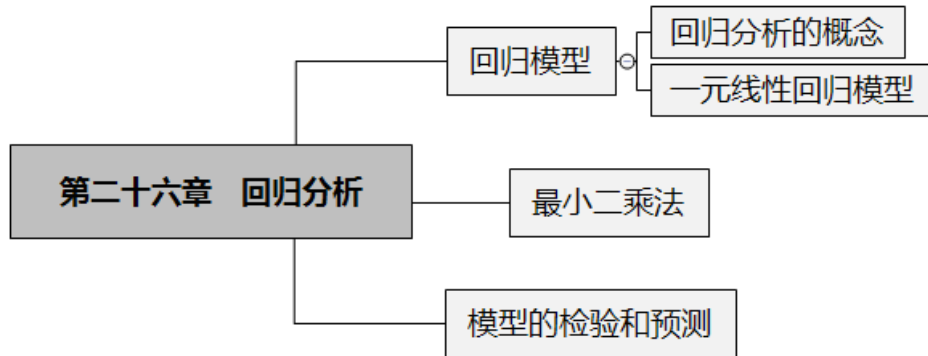 回归分析的概念
回归模型
一元线性回归模型
第二十六章　回归分析
最小二乘法
模型的检验和预测